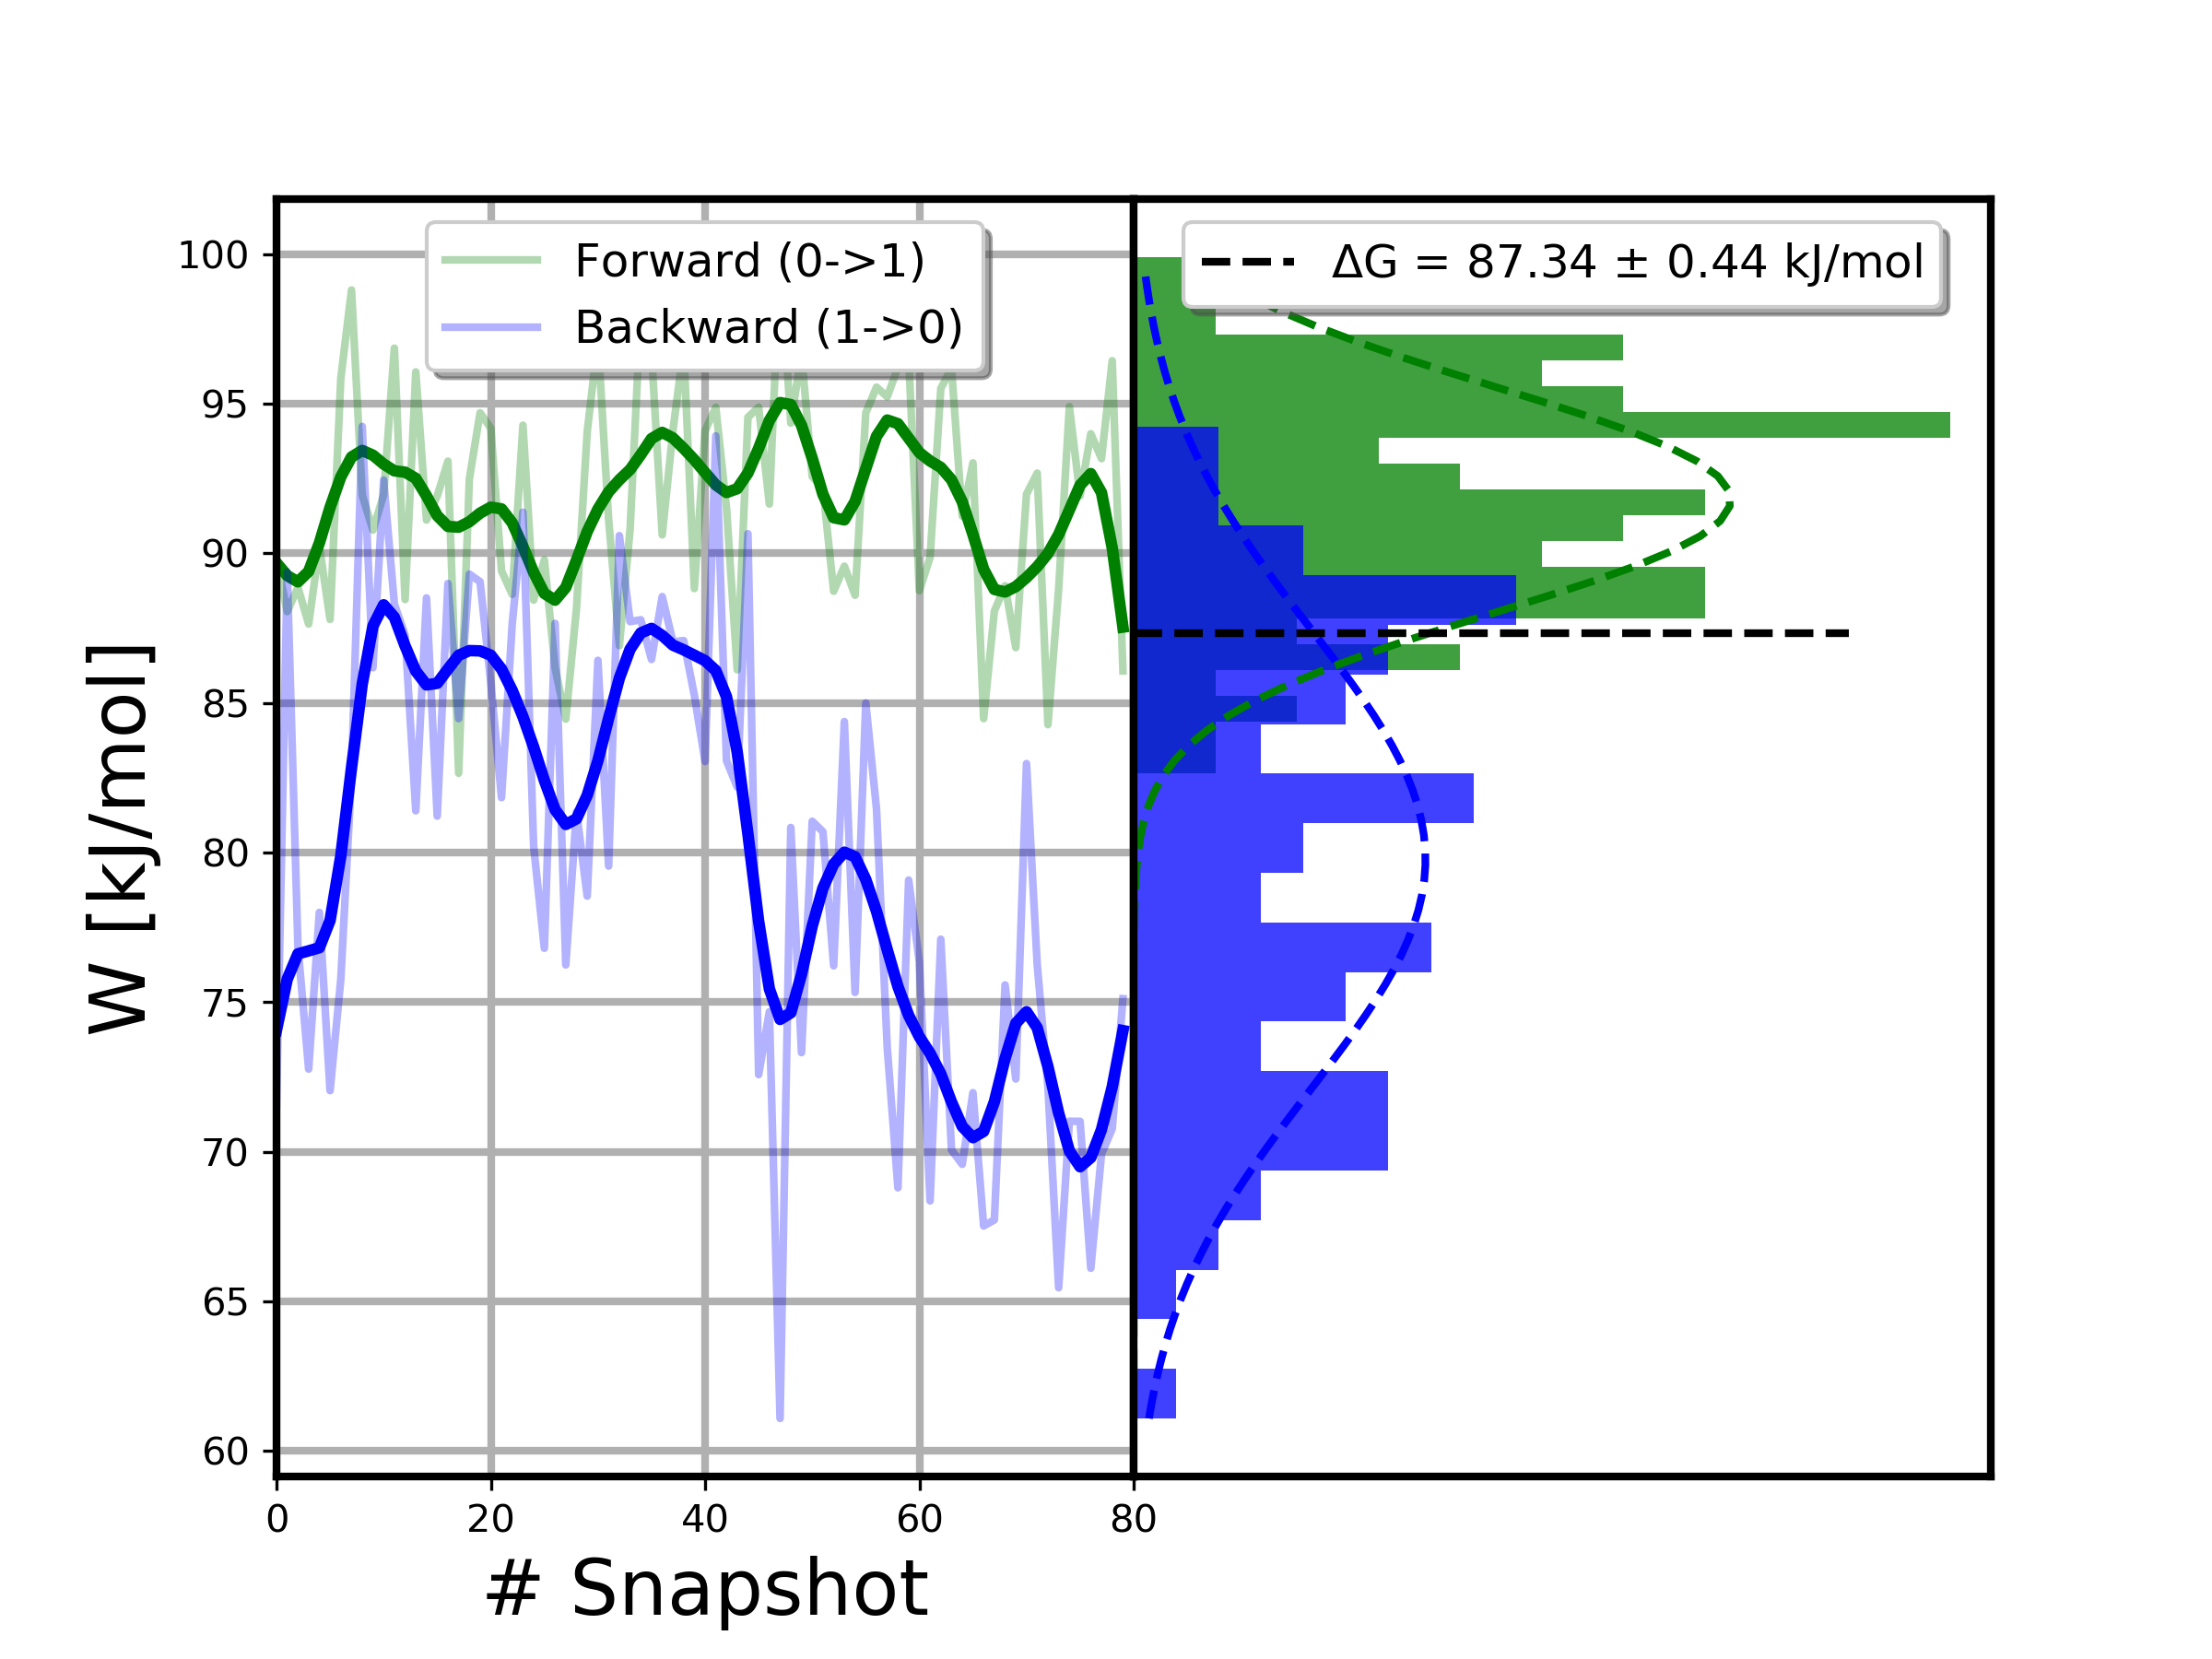 Forward (0->1)
Backward (1->0)
ΔG = 87.34 ± 0.44 kJ/mol
W [kJ/mol]
100
95
90
85
80
75
70
65
60
0 20 40 60 80
# Snapshot